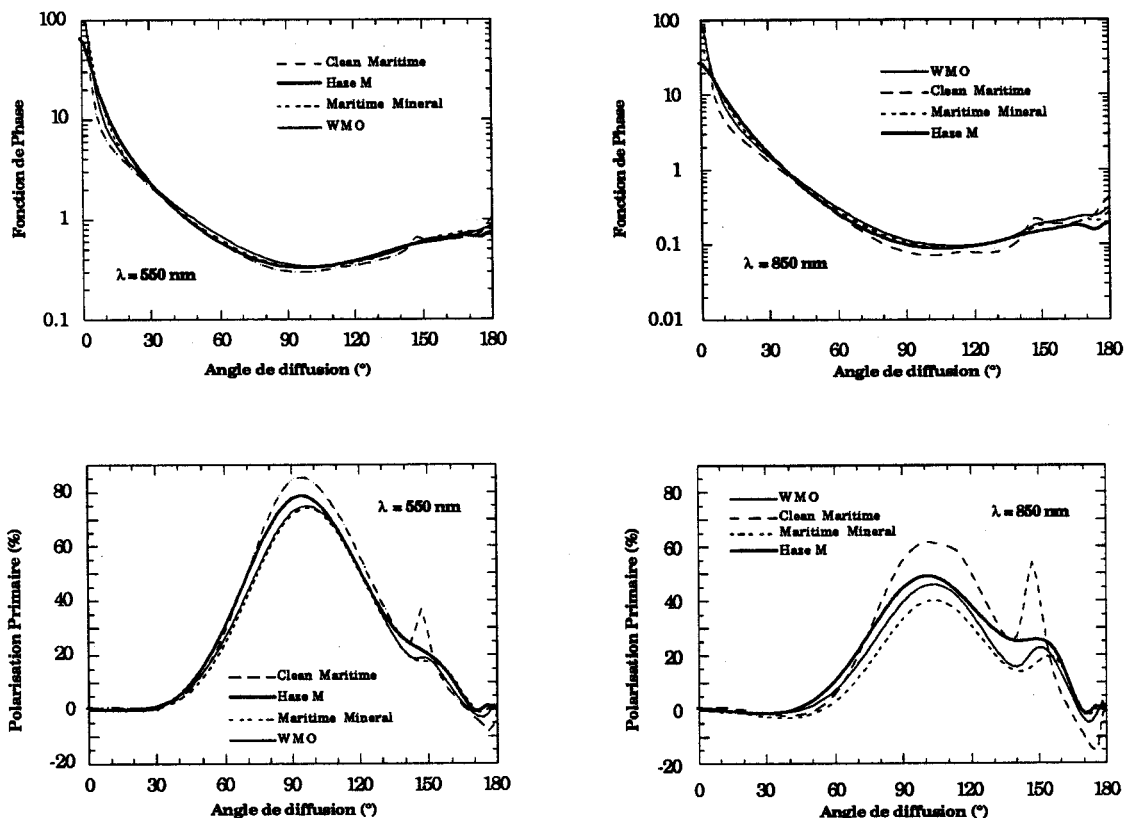 Fonction de Phase
100
10
1
0.1
Clean Maritime
Haze M
Maritime Mineral
WMO
λ = 550 nm
0 30 60 90 120 150 180
Angle de diffusion (°)
Fonction de Phase
100
10
1
0.1
0.01
WMO
Clean Maritime
Maritime Mineral
Haze M
λ = 850 nm
0 30 60 90 120 150 180
Angle de diffusion (°)
Polarisation Primaire (%)
80
60
40
20
0
-20
λ = 550 nm
Clean Maritime
Haze M
Maritime Mineral
WMO
0 30 60 90 120 150 180
Angle de diffusion (°)
Polarisation Primaire (%)
80
60
40
20
0
-20
WMO
Clean Maritime
Maritime Mineral
Haze M
λ = 850 nm
0 30 60 90 120 150 180
Angle de diffusion (°)